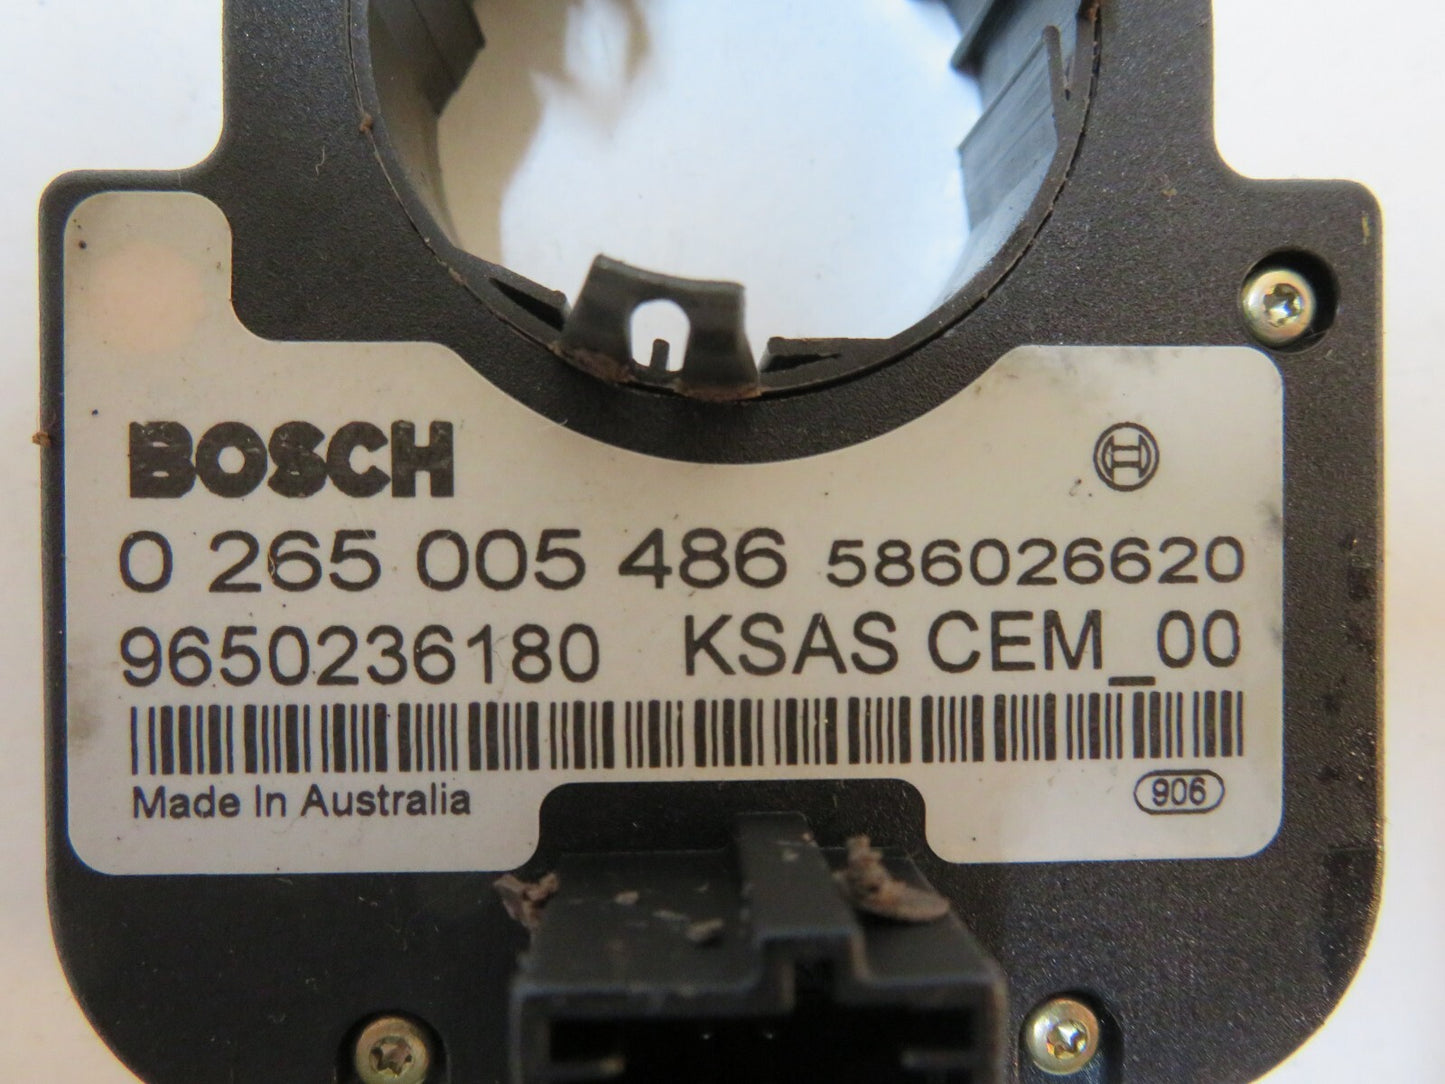 BOSCH
0 265 005 486 586026620
9650236180 KSAS CEM_00
Made In Australia 906